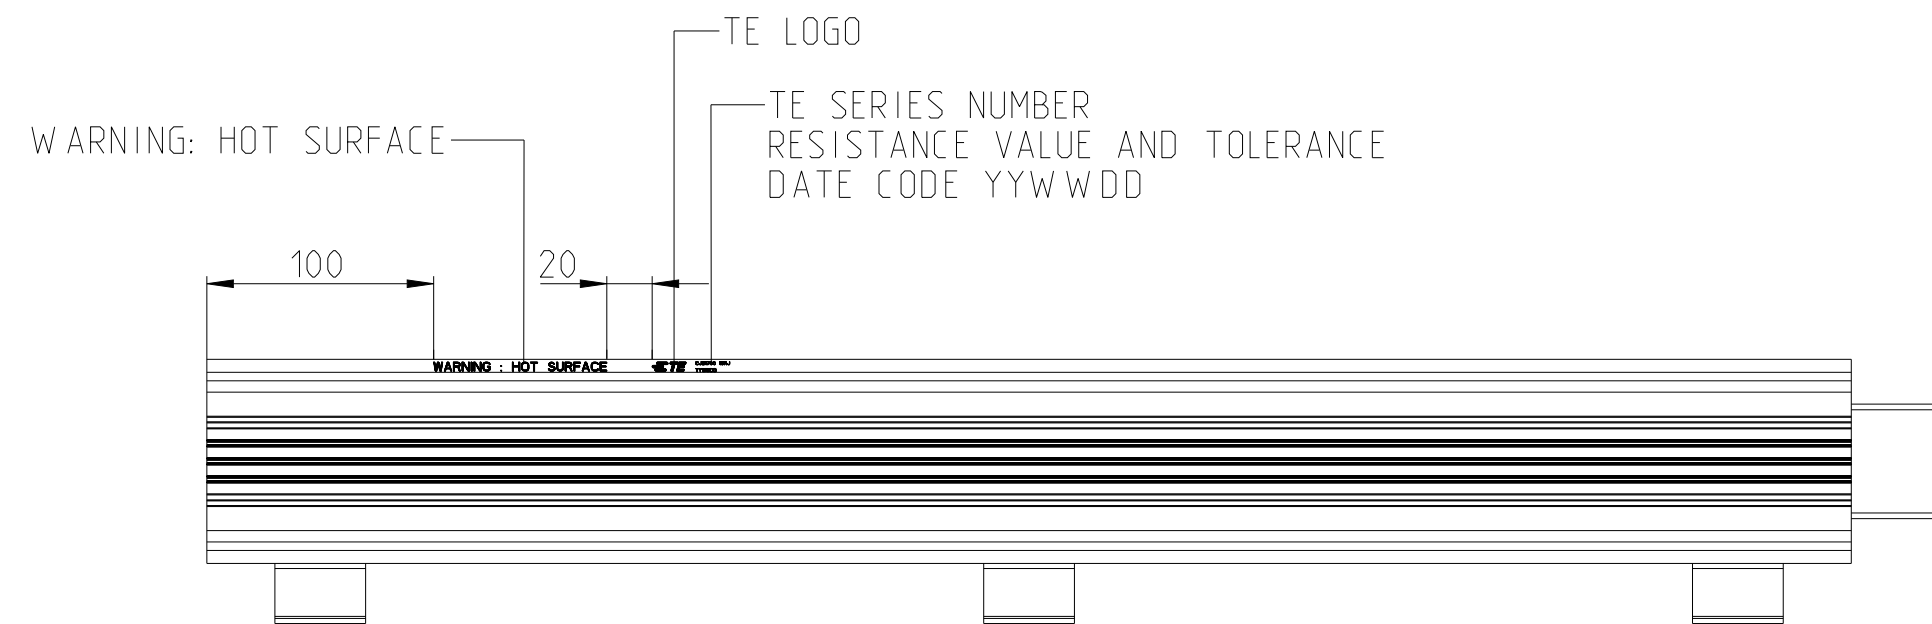 TE LOGO
TE SERIES NUMBER
RESISTANCE VALUE AND TOLERANCE
DATE CODE YYWWDD
WARNING: HOT SURFACE
100
20
WARNING : HOT SURFACE
TE